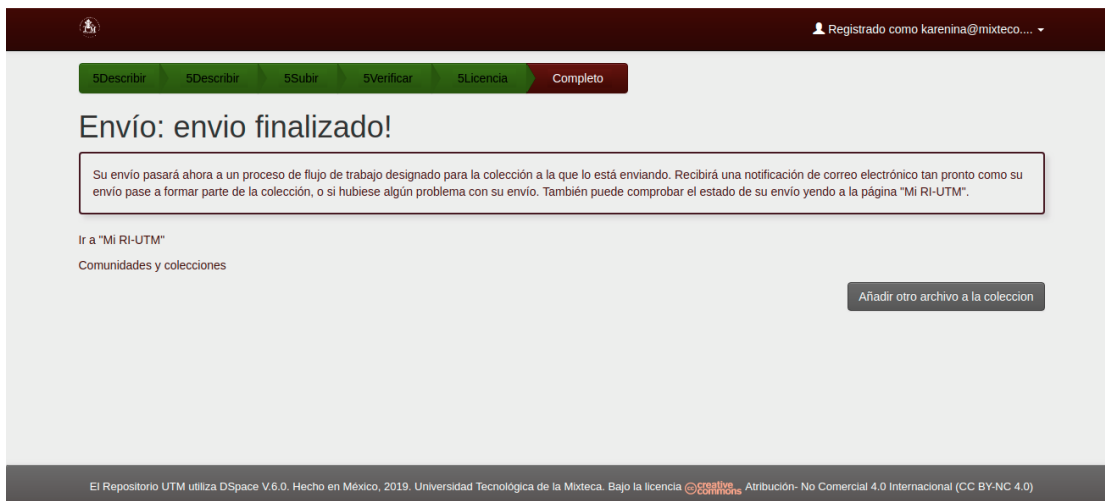 Registrado como karenina@mixteco....
5Describir 5Describir 5Subir 5Verificar 5Licencia Completo
Envío: envio finalizado!
Su envío pasará ahora a un proceso de flujo de trabajo designado para la colección a la que lo está enviando. Recibirá una notificación de correo electrónico tan pronto como su
envío pase a formar parte de la colección, o si hubiese algún problema con su envío. También puede comprobar el estado de su envío yendo a la página "Mi RI-UTM".
Ir a "Mi RI-UTM"
Comunidades y colecciones
Añadir otro archivo a la coleccion
El Repositorio UTM utiliza DSpace V.6.0. Hecho en México, 2019. Universidad Tecnológica de la Mixteca. Bajo la licencia creative commons Atribución- No Comercial 4.0 Internacional (CC BY-NC 4.0)